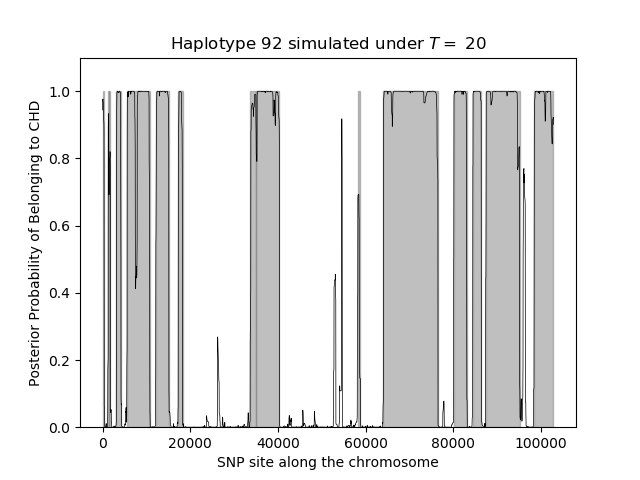 Haplotype 92 simulated under T = 20
Posterior Probability of Belonging to CHD
1.0
0.8
0.6
0.4
0.2
0.0
0 20000 40000 60000 80000 100000
SNP site along the chromosome